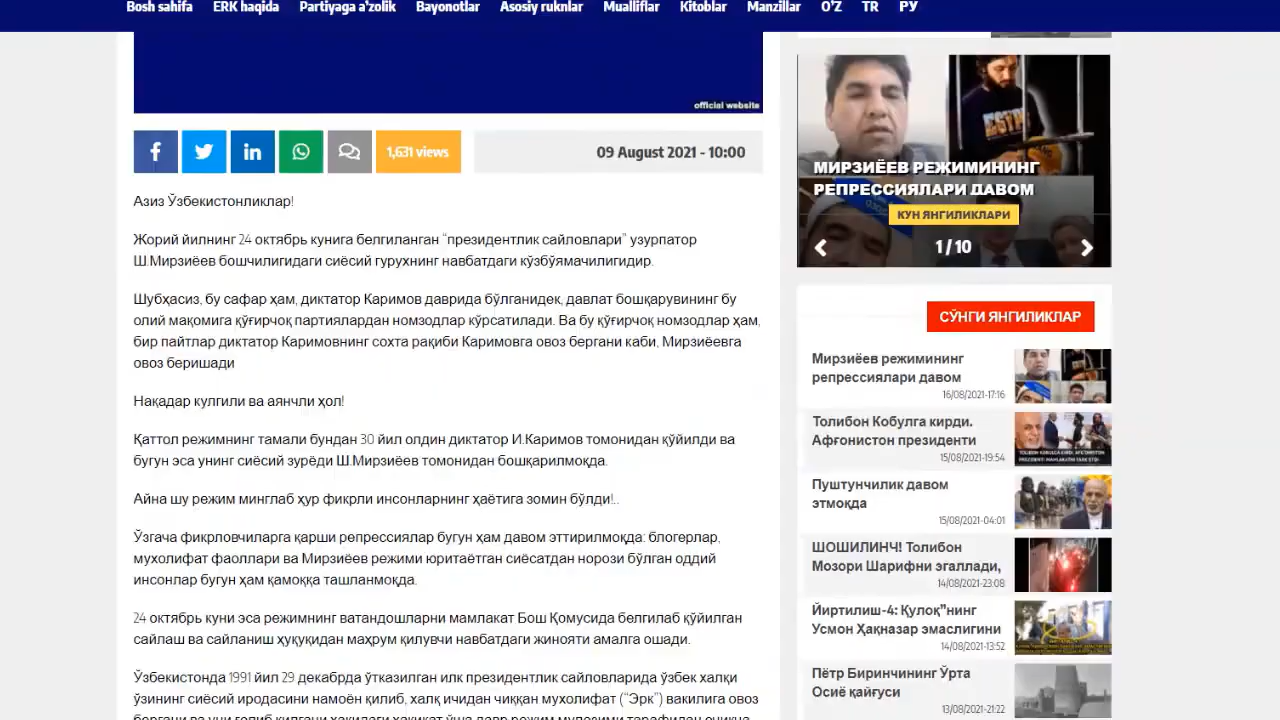 Bosh sahifa ERK haqida Partiyaga a'zolik Bayonotlar Asosiy ruknlar Mualliflar Kitoblar Manzillar O'Z TR РУ
official website
1,631 views
09 August 2021 - 10:00
Азиз Ўзбекистонликлар!
Жорий йилнинг 24 октябрь кунига белгиланган “президентлик сайловлари” узурпатор
Ш.Мирзиёев бошчилигидаги сиёсий гуруҳнинг навбатдаги кўзбўямачилигидир.
Шубҳасиз, бу сафар ҳам, диктатор Каримов даврида бўлганидек, давлат бошқарувининг бу
олий мақомига қўғирчоқ партиялардан номзодлар кўрсатилади. Ва бу қўғирчоқ номзодлар ҳам,
бир пайтлар диктатор Каримовнинг сохта рақиби Каримовга овоз бергани каби, Мирзиёевга
овоз беришади
Нақадар кулгили ва аянчли ҳол!
Қаттол режимнинг тамали бундан 30 йил олдин диктатор И.Каримов томонидан қўйилди ва
бугун эса унинг сиёсий зурёди Ш.Мирзиёев томонидан бошқарилмоқда.
Айна шу режим минглаб ҳур фикрли инсонларнинг ҳаётига зомин бўлди!..
Ўзгача фикрловчиларга қарши репрессиялар бугун ҳам давом эттирилмоқда: блогерлар,
мухолифат фаоллари ва Мирзиёев режими юритаётган сиёсатдан норози бўлган оддий
инсонлар бугун ҳам қамоққа ташланмоқда.
24 октябрь куни эса режимнинг ватандошларни мамлакат Бош Қомусида белгилаб қўйилган
сайлаш ва сайланиш ҳуқуқидан маҳрум қилувчи навбатдаги жинояти амалга ошади.
Ўзбекистонда 1991 йил 29 декабрда ўтказилган илк президентлик сайловларида ўзбек халқи
ўзининг сиёсий иродасини намоён қилиб, халқ ичидан чиққан мухолифат (“Эрк”) вакилига овоз
МИРЗИЁЕВ РЕЖИМИНИНГ
РЕПРЕССИЯЛАРИ ДАВОМ
КУН ЯНГИЛИКЛАРИ
1 / 10
СЎНГИ ЯНГИЛИКЛАР
Мирзиёев режимининг
репрессиялари давом
16/08/2021-17:16
Толибон Кобулга кирди.
Афғонистон президенти
15/08/2021-19:54
Пуштунчилик давом
этмоқда
15/08/2021-04:01
ШОШИЛИНЧ! Толибон
Мозори Шарифни эгаллади,
14/08/2021-23:08
Йиртилиш-4: Қулоқ”нинг
Усмон Ҳақназар эмаслигини
14/08/2021-13:52
Пётр Биринчининг Ўрта
Осиё қайғуси
13/08/2021-21:22